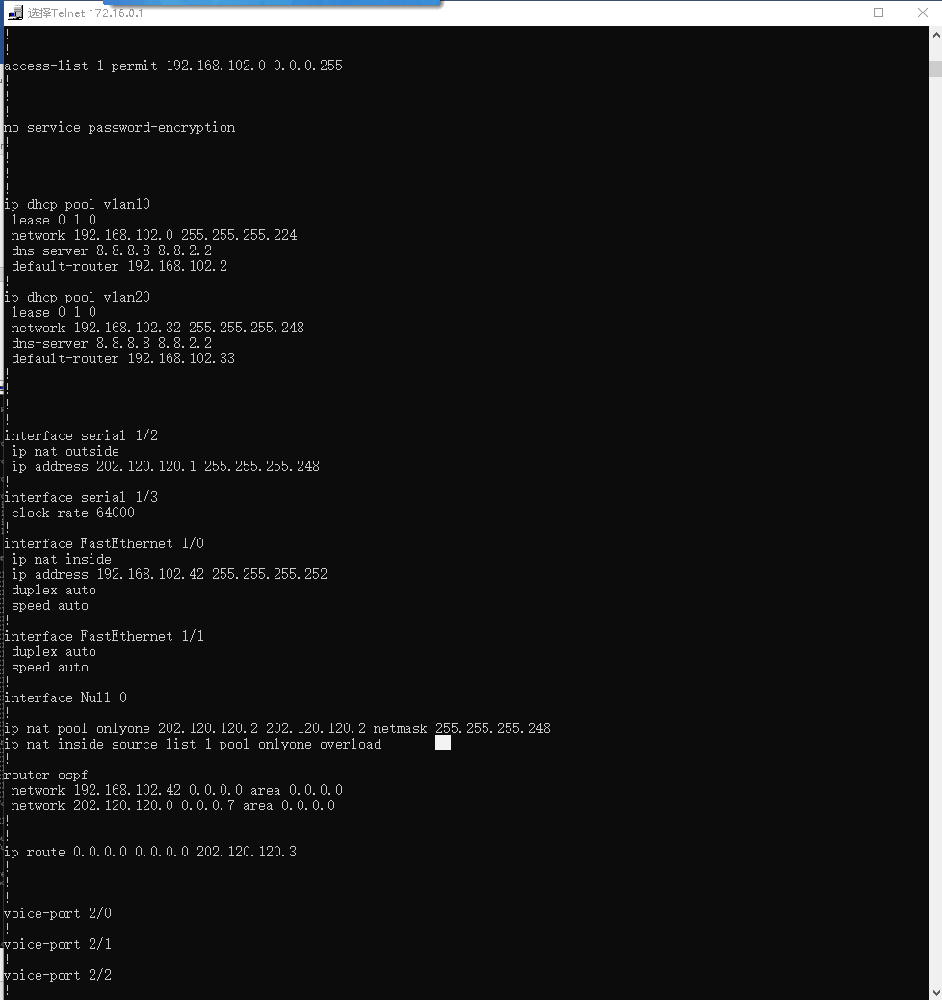 选择Telnet 172.16.0.1
!
!
access-list 1 permit 192.168.102.0 0.0.0.255
!
!
!
no service password-encryption
!
!
!
!
ip dhcp pool vlan10
lease 0 1 0
network 192.168.102.0 255.255.255.224
dns-server 8.8.8.8 8.8.2.2
default-router 192.168.102.2
!
ip dhcp pool vlan20
lease 0 1 0
network 192.168.102.32 255.255.255.248
dns-server 8.8.8.8 8.8.2.2
default-router 192.168.102.33
!
!
!
!
interface serial 1/2
ip nat outside
ip address 202.120.120.1 255.255.255.248
!
interface serial 1/3
clock rate 64000
!
interface FastEthernet 1/0
ip nat inside
ip address 192.168.102.42 255.255.255.252
duplex auto
speed auto
!
interface FastEthernet 1/1
duplex auto
speed auto
!
interface Null 0
!
ip nat pool onlyone 202.120.120.2 202.120.120.2 netmask 255.255.255.248
ip nat inside source list 1 pool onlyone overload
!
router ospf
network 192.168.102.42 0.0.0.0 area 0.0.0.0
network 202.120.120.0 0.0.0.7 area 0.0.0.0
!
!
ip route 0.0.0.0 0.0.0.0 202.120.120.3
!
!
!
voice-port 2/0
!
voice-port 2/1
!
voice-port 2/2
!